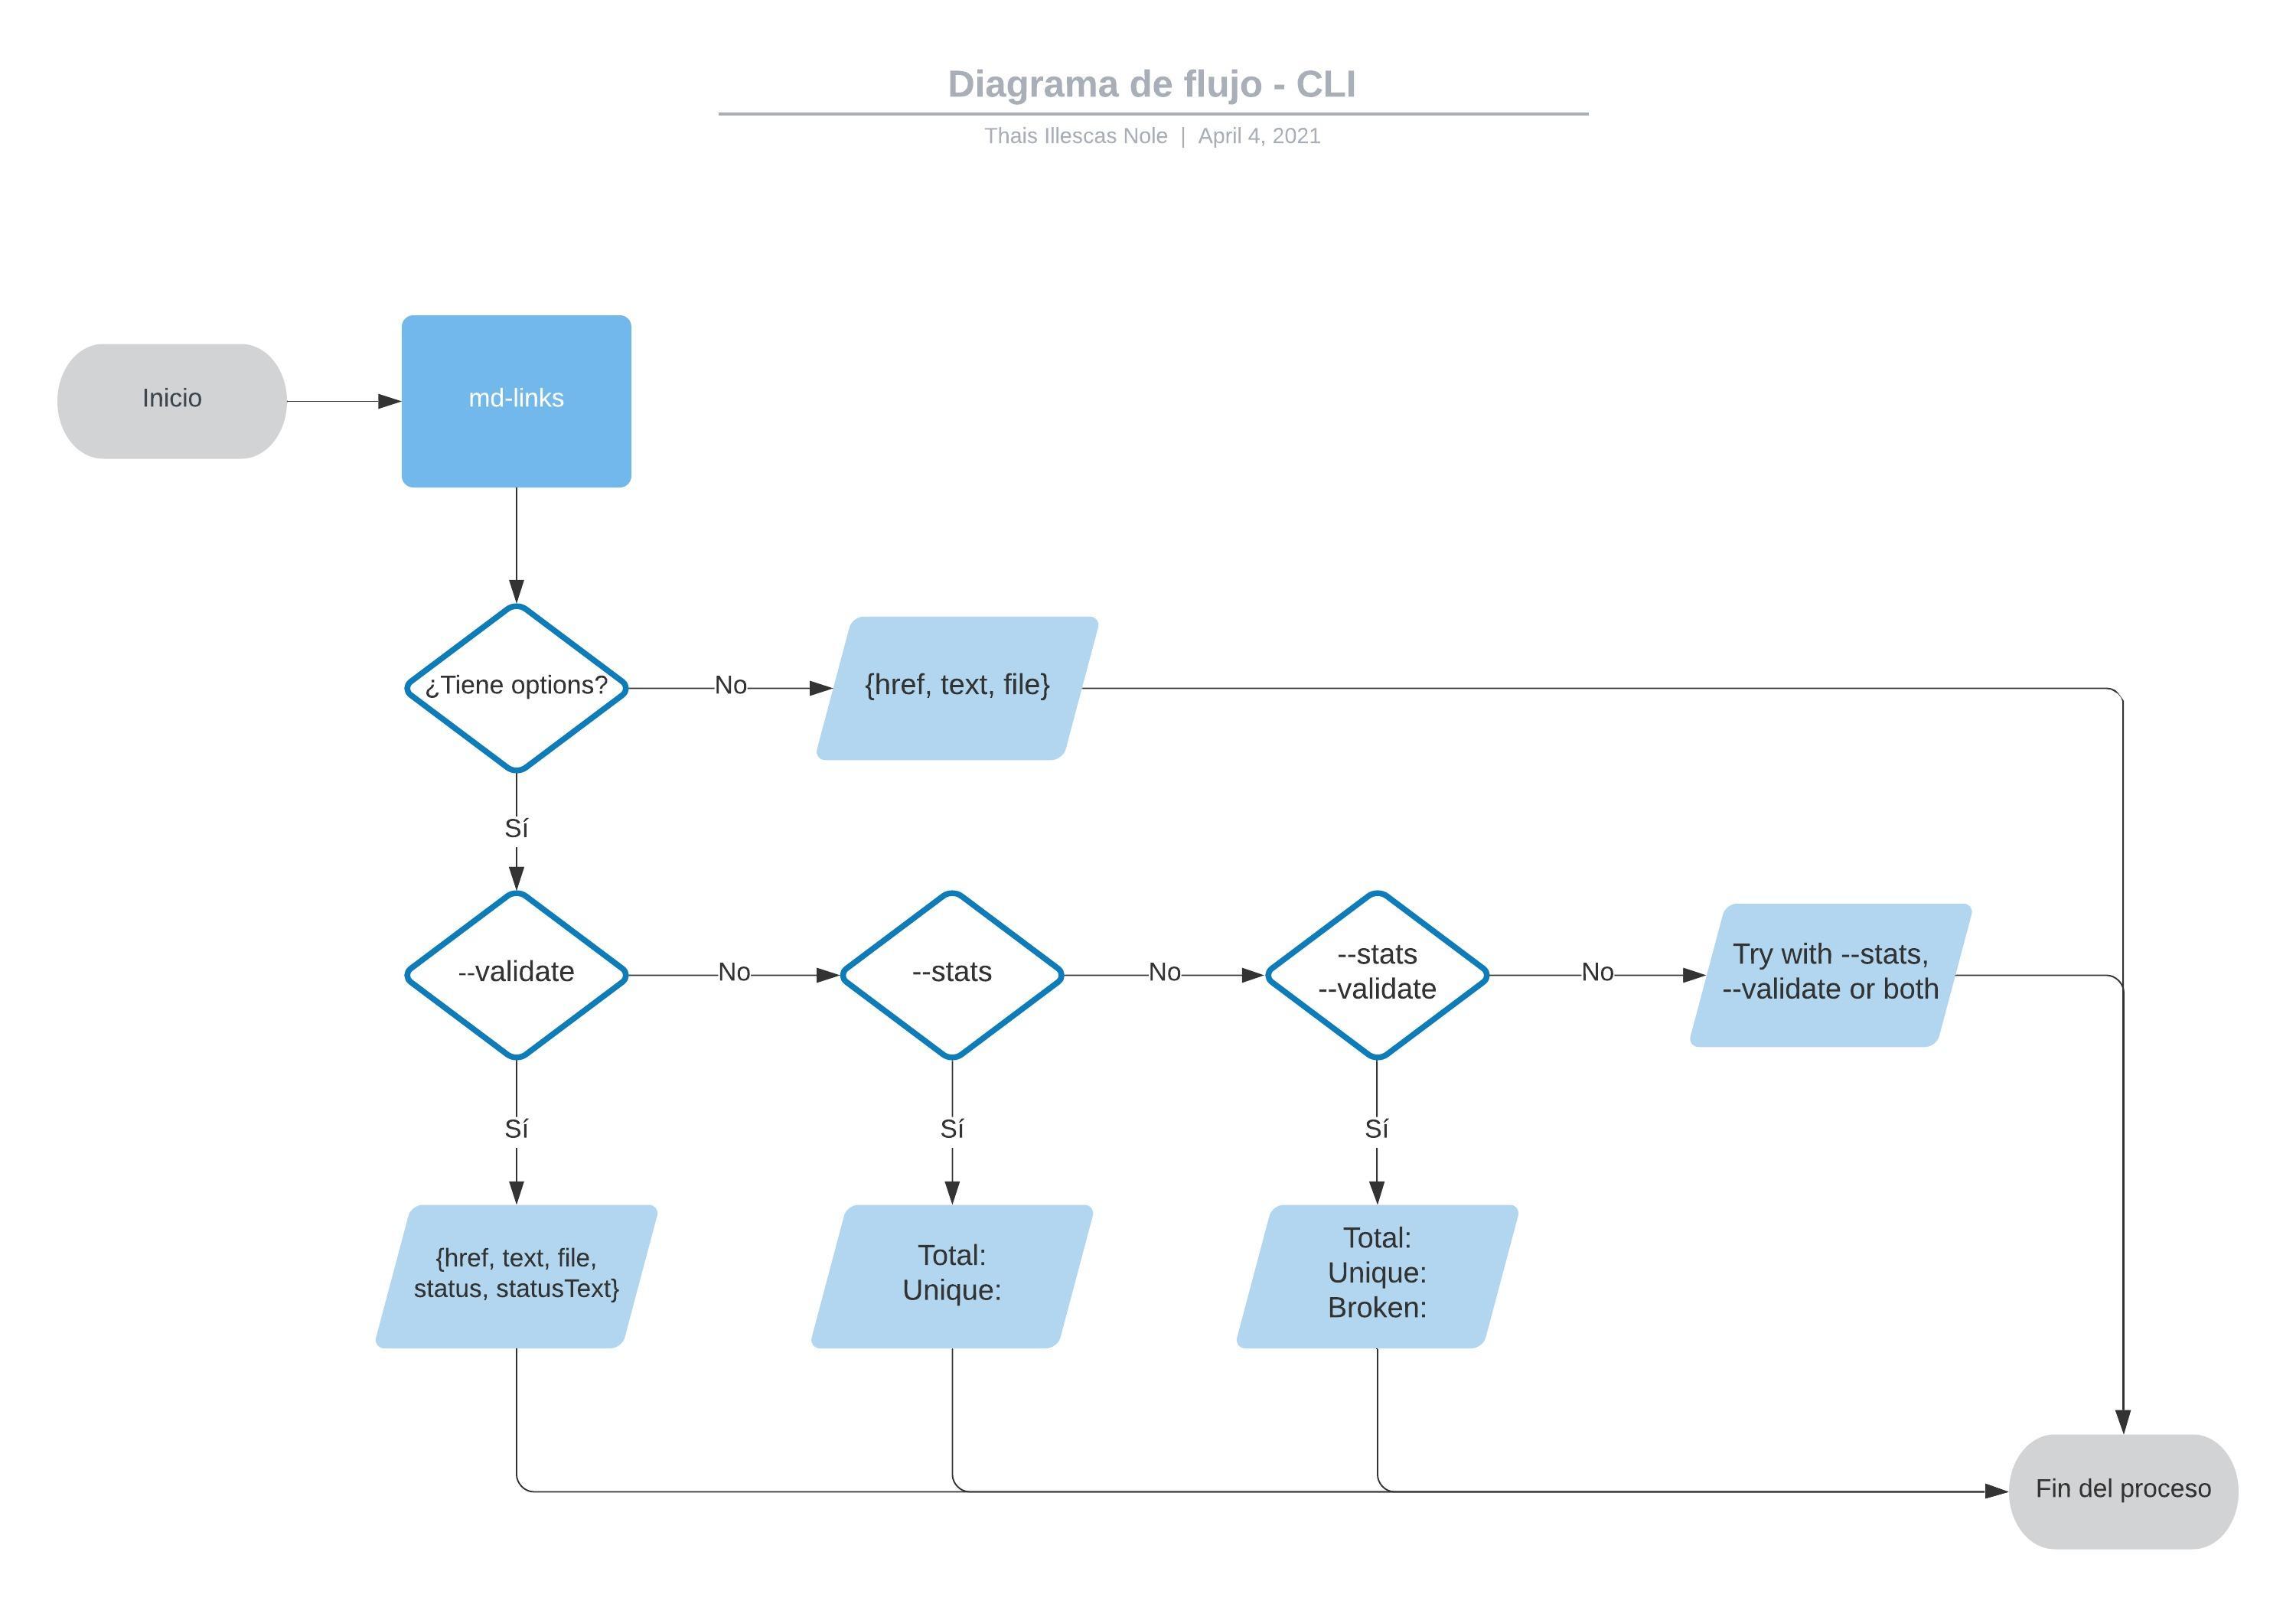 Diagrama de flujo - CLI
Thais Illescas Nole | April 4, 2021
Inicio
md-links
¿Tiene options?
No
{href, text, file}
Sí
--validate
No
--stats
No
--stats
--validate
No
Try with --stats,
--validate or both
Sí
Sí
Sí
{href, text, file,
status, statusText}
Total:
Unique:
Total:
Unique:
Broken:
Fin del proceso